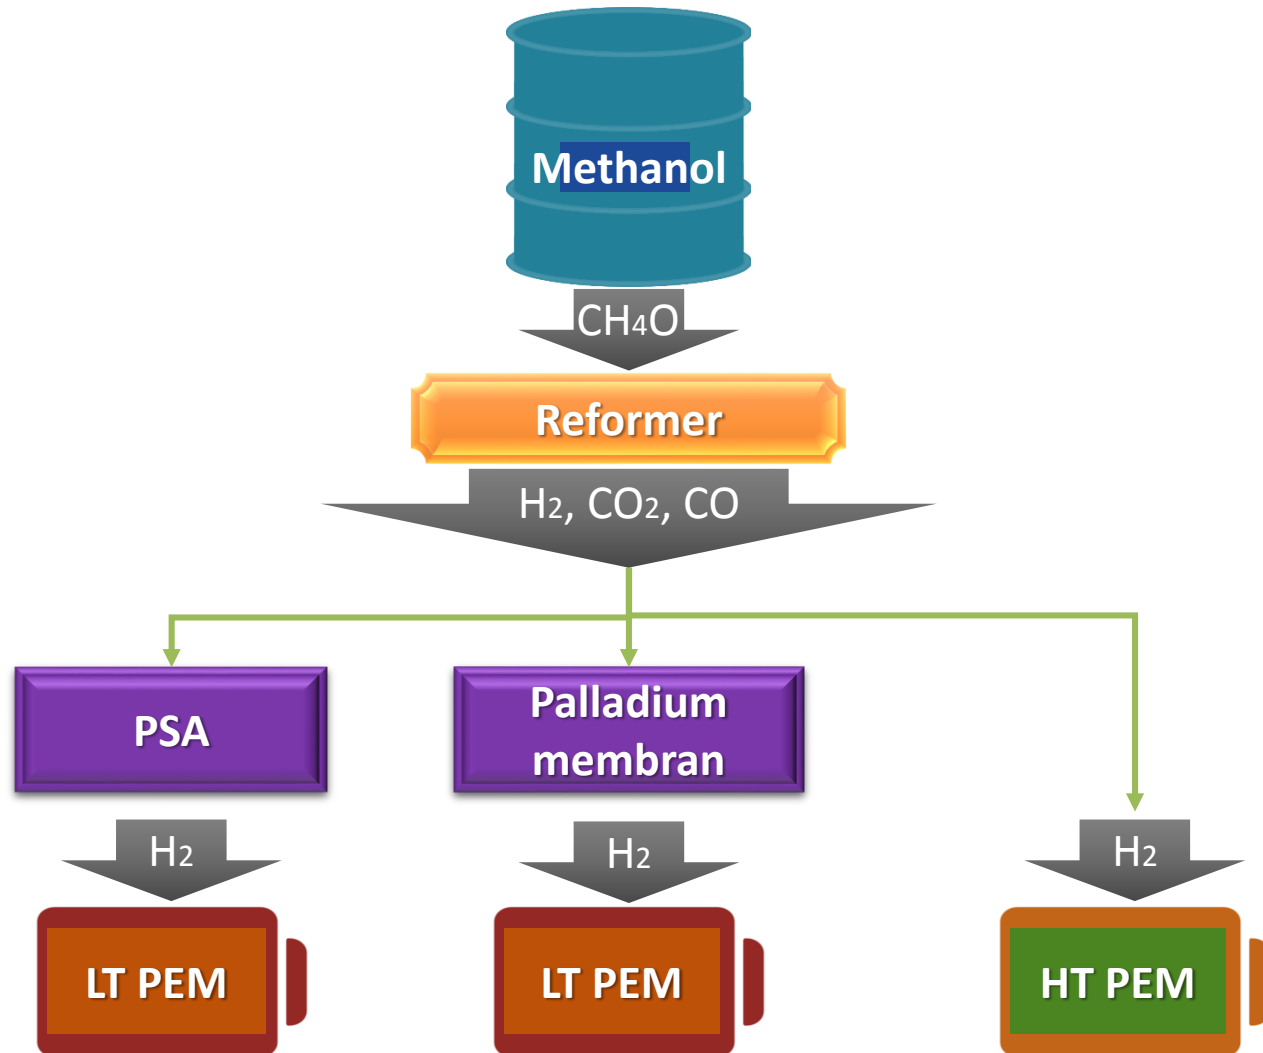 Methanol
CH₄O
Reformer
H₂, CO₂, CO
PSA
Palladium
membran
H₂
H₂
H₂
LT PEM
LT PEM
HT PEM